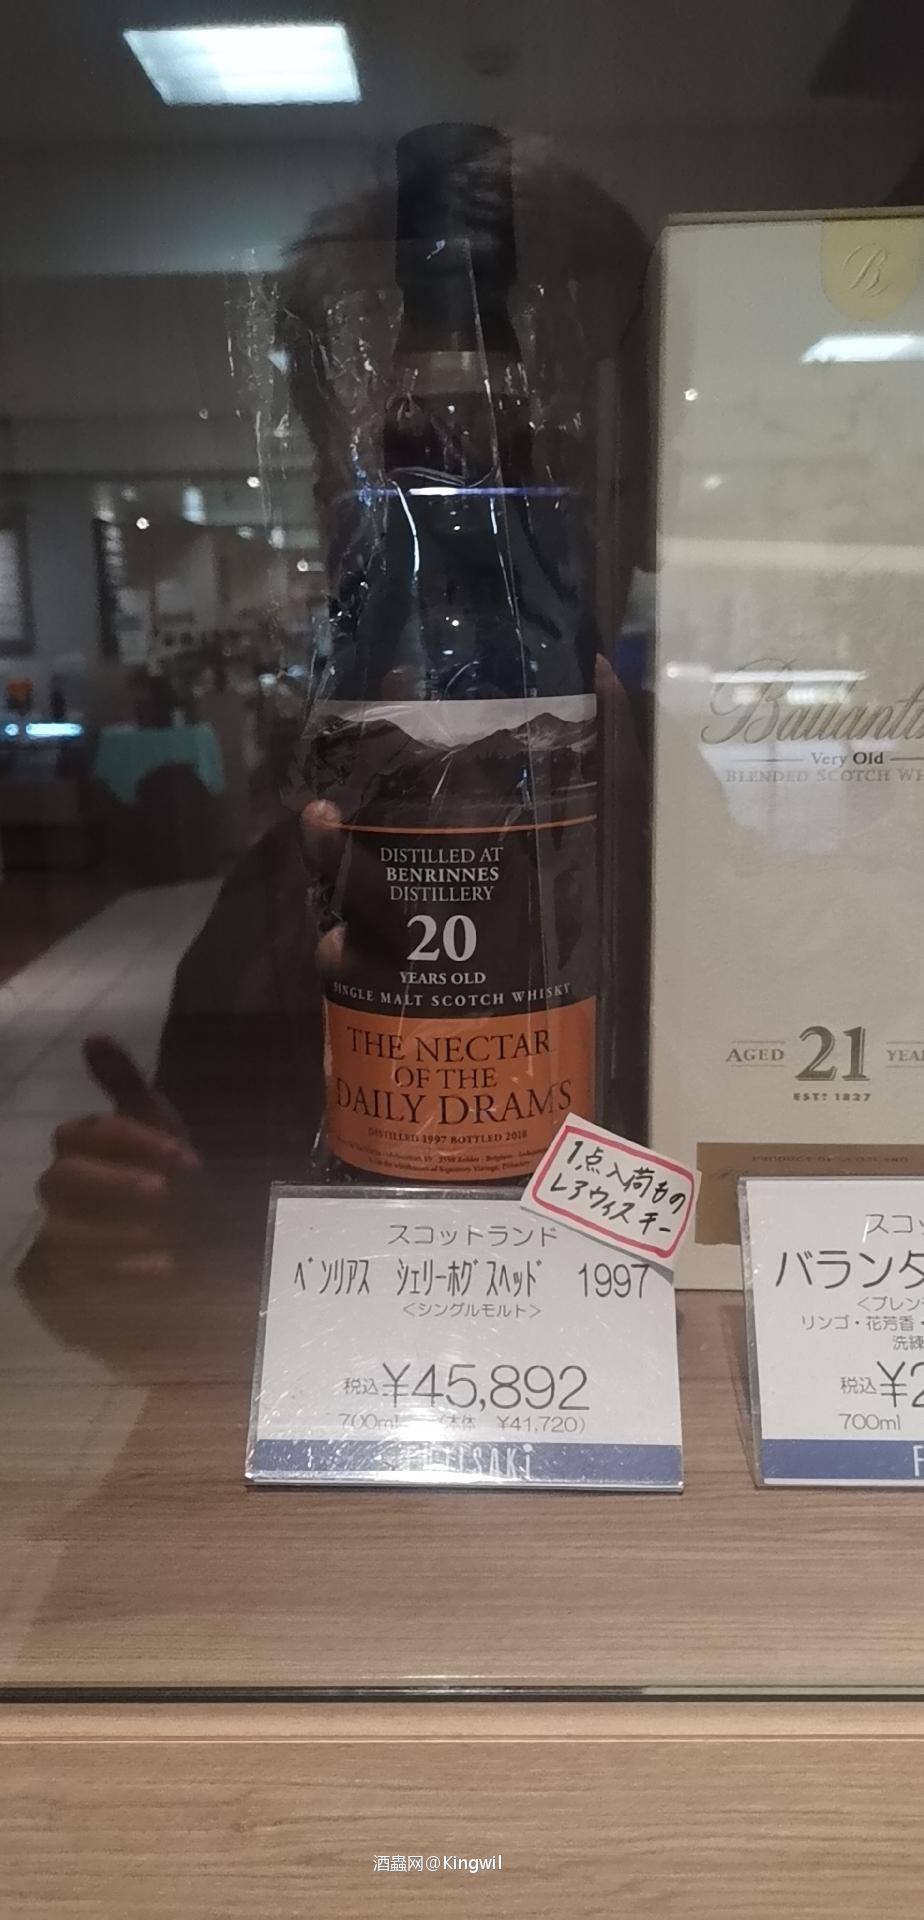 B
Ballant
Very Old
BLENDED SCOTCH WH
DISTILLED AT
BENRINNES
DISTILLERY
20
YEARS OLD
SINGLE MALT SCOTCH WHISKY
THE NECTAR
OF THE
DAILY DRAMS
DISTILLED 1997 BOTTLED 2018
AGED 21 YEA
ESTD 1827
1点入荷もの
レアウィスキー
スコットランド
ベンリアス シェリーホグスヘッド 1997
<シングルモルト>
税込¥45,892
700ml (本体 ¥41,720)
スコッ
バランタ
<ブレン
リンゴ・花芳香・
洗練
税込¥2
700ml
F
酒蟲网@Kingwil